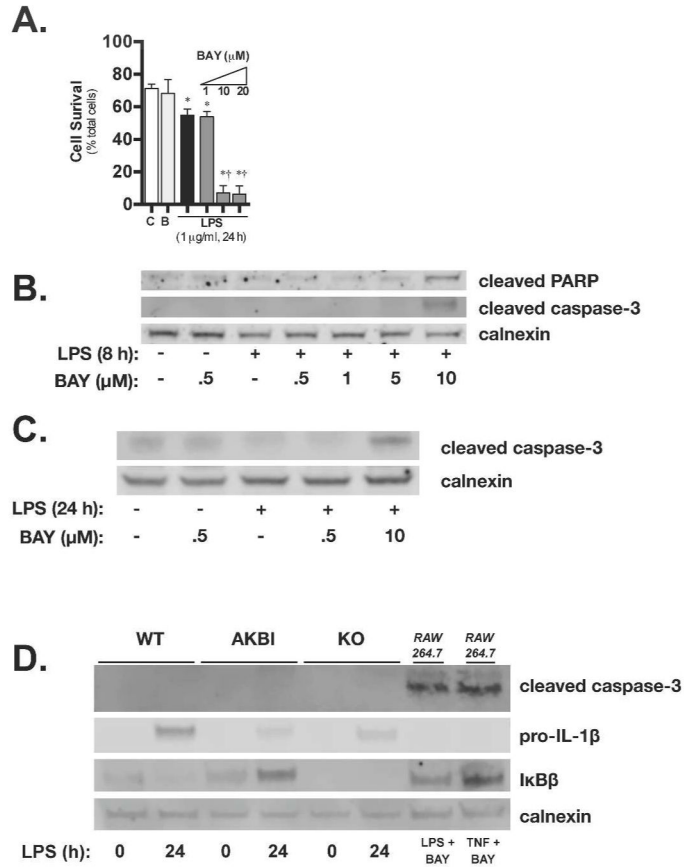 A.
BAY (μM)
1 10 20
100
80
60
40
20
0
Cell Surival
(% total cells)
* * *† *†
C B
LPS
(1 μg/ml, 24 h)
B.
cleaved PARP
cleaved caspase-3
calnexin
LPS (8 h): - - + + + + +
BAY (μM): - .5 - .5 1 5 10
C.
cleaved caspase-3
calnexin
LPS (24 h): - - + + +
BAY (μM): - .5 - .5 10
D.
WT AKBI KO RAW 264.7 RAW 264.7
cleaved caspase-3
pro-IL-1β
IκBβ
calnexin
LPS (h): 0 24 0 24 0 24 LPS + BAY TNF + BAY